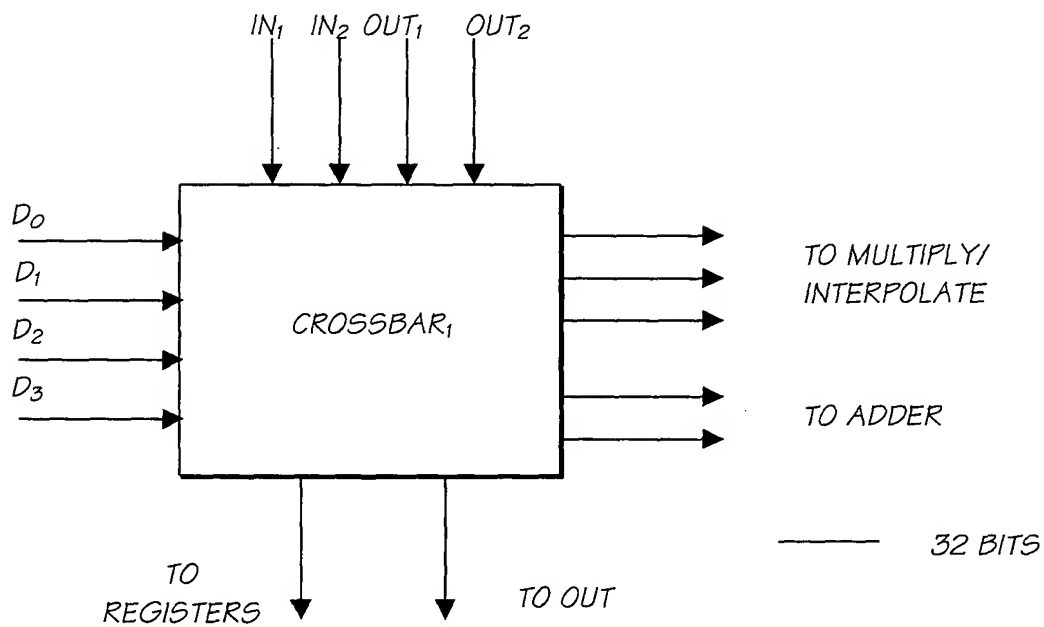 IN₁ IN₂ OUT₁ OUT₂
D₀
D₁
D₂
D₃
CROSSBAR₁
TO MULTIPLY/
INTERPOLATE
TO ADDER
32 BITS
TO
REGISTERS
TO OUT